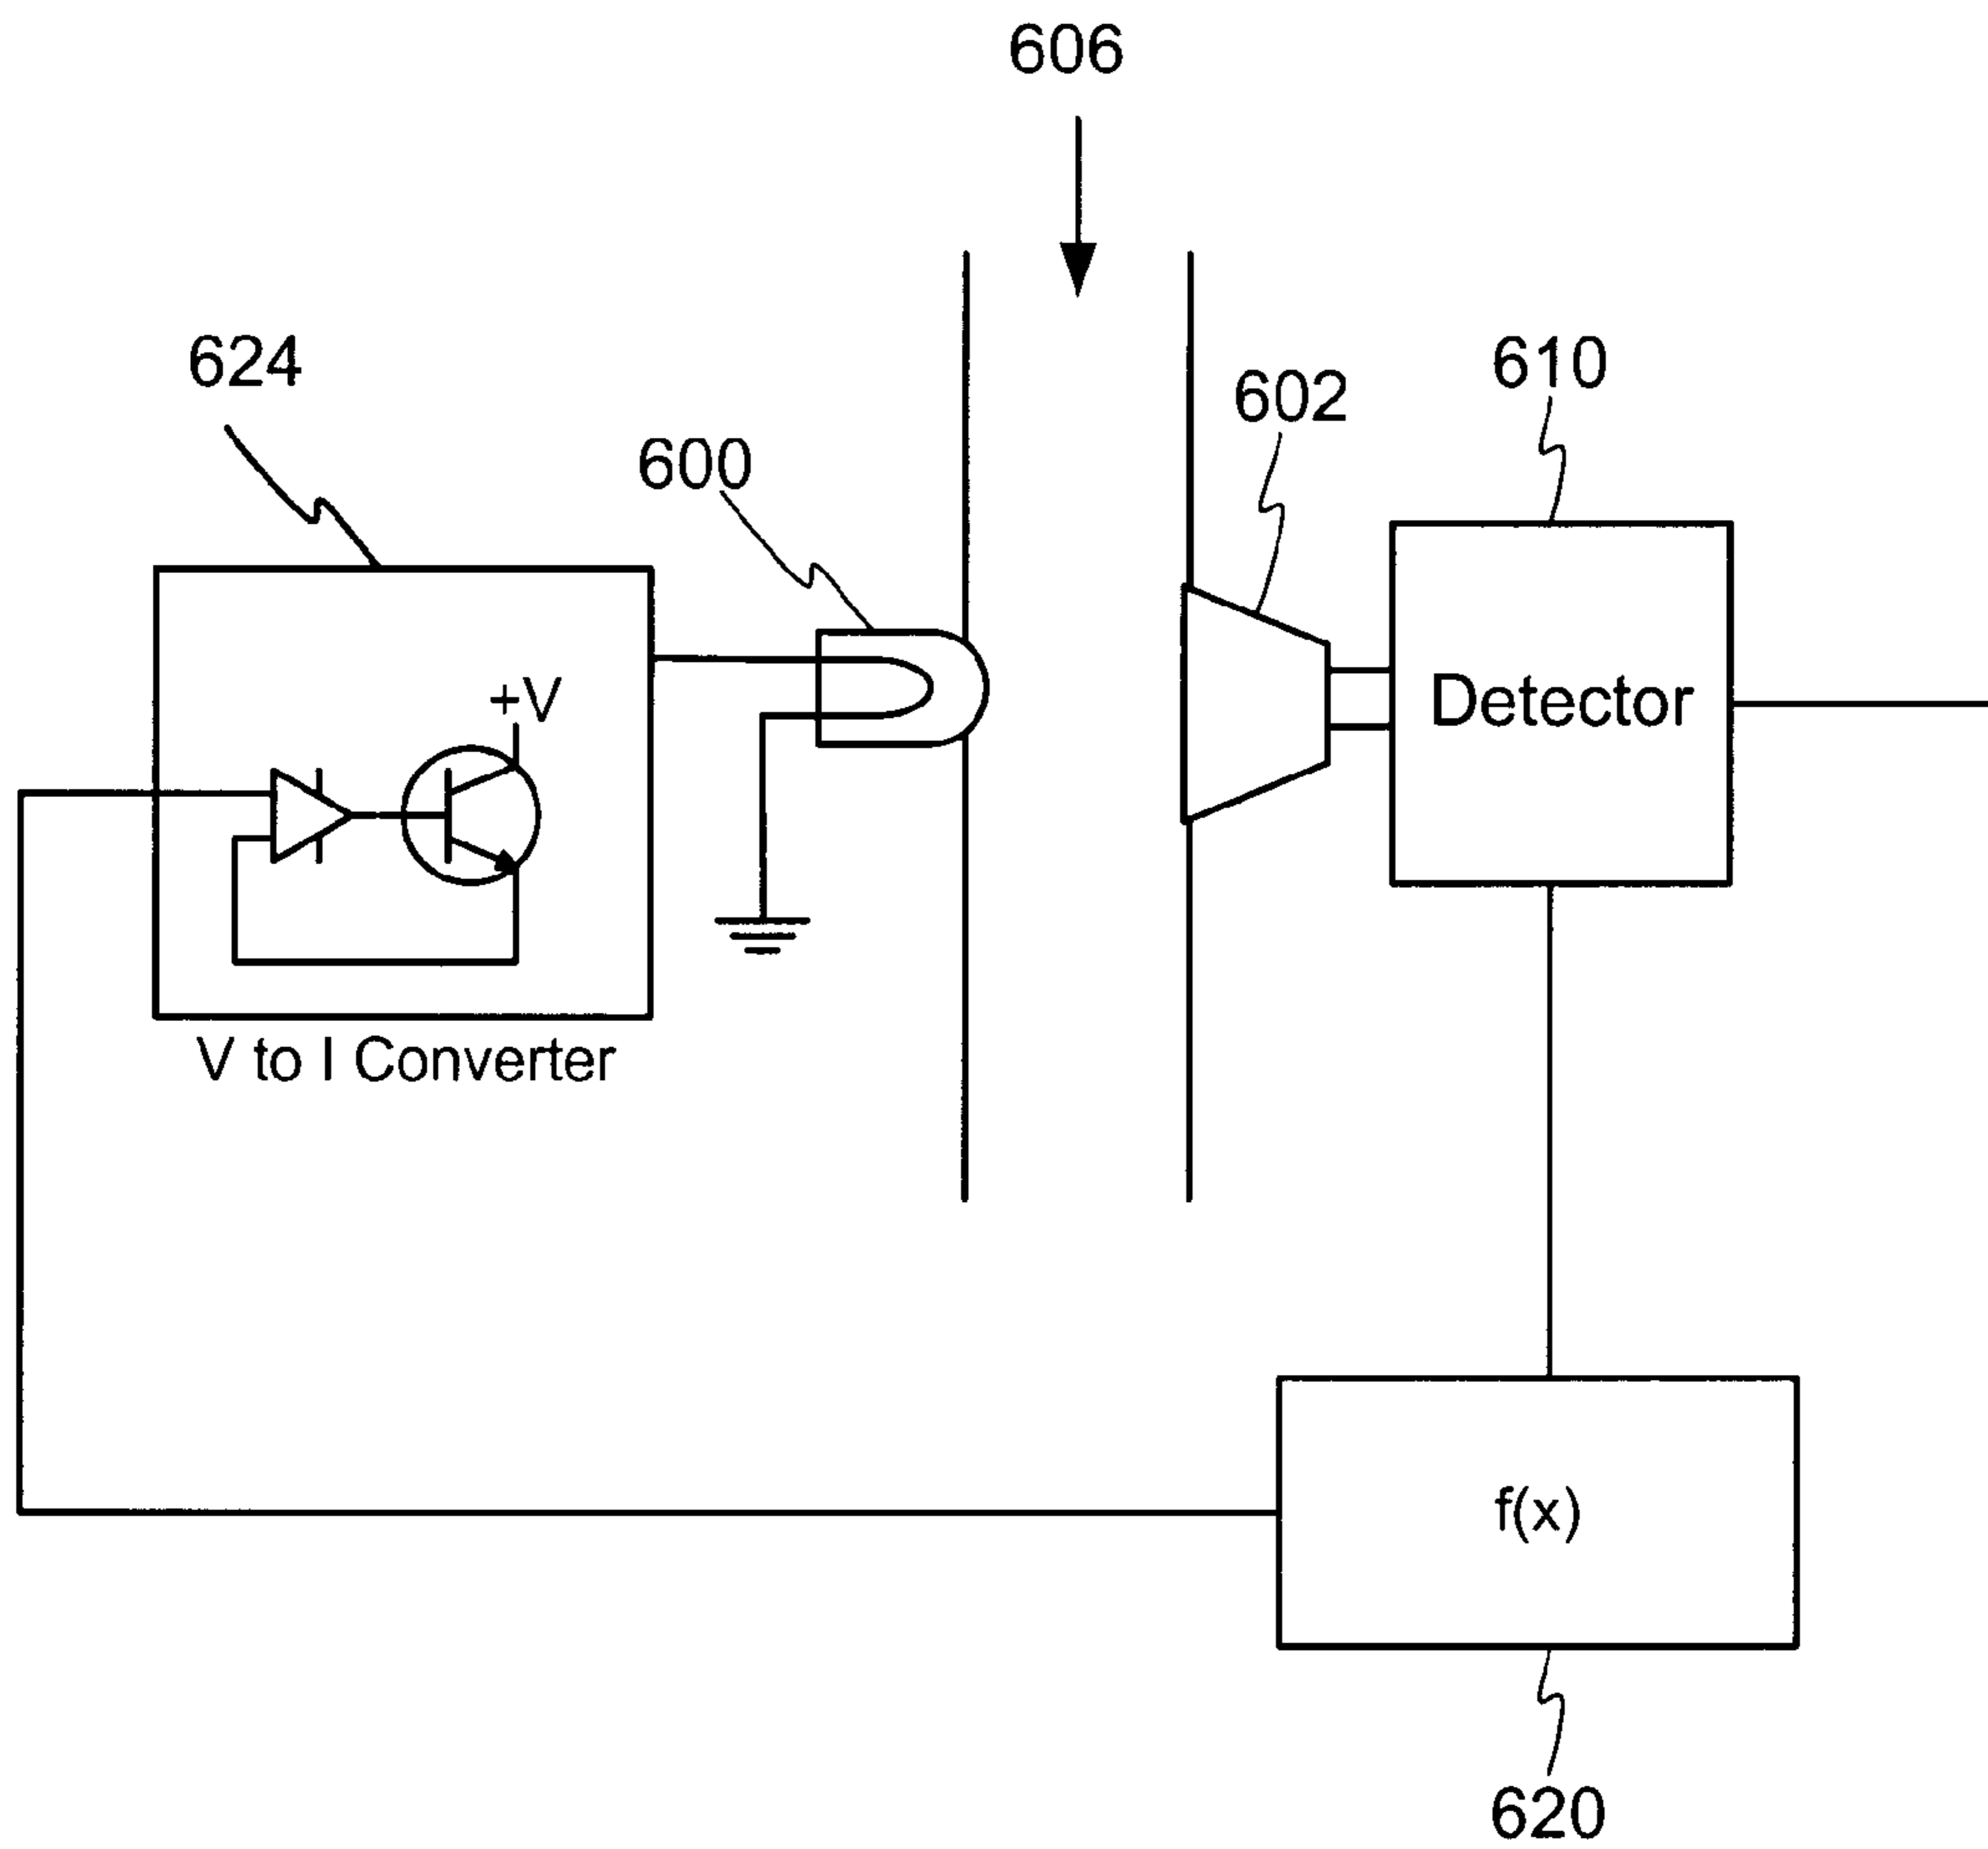 606
624
600
602
610
+V
Detector
V to I Converter
f(x)
620